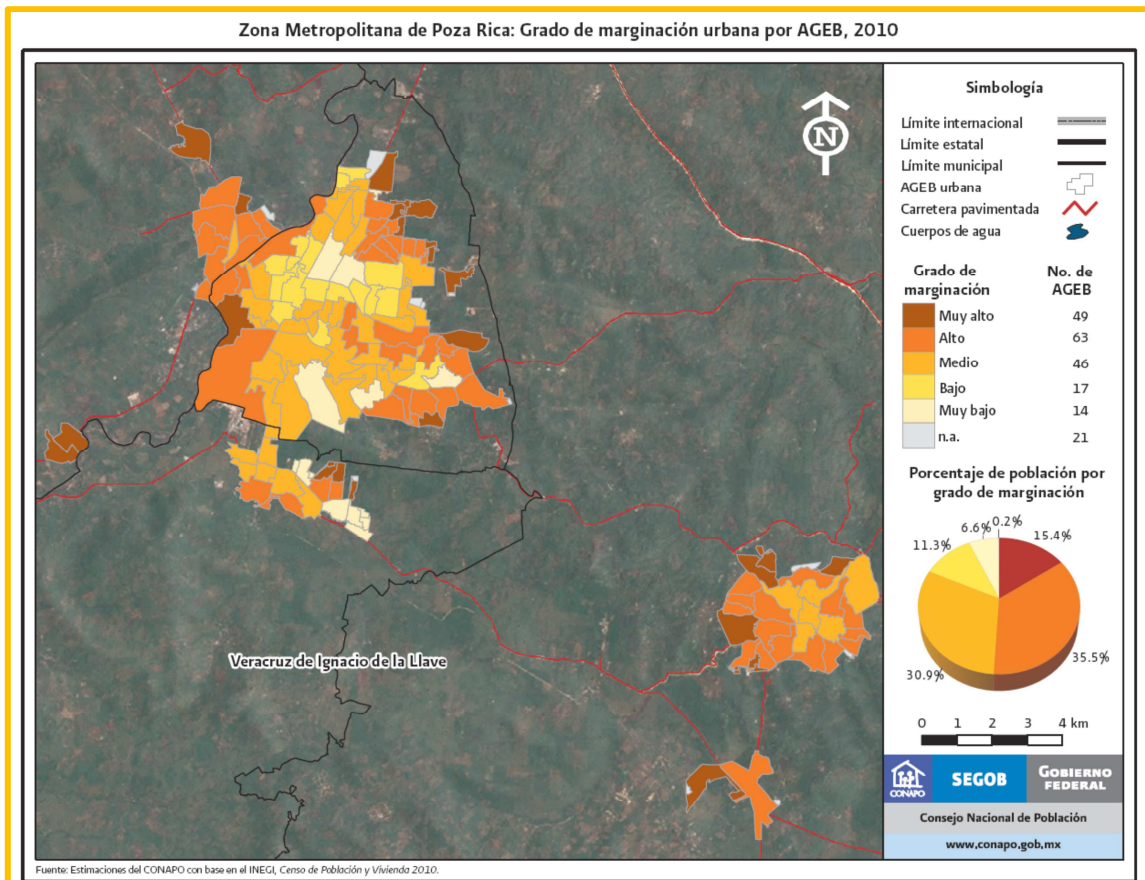 Zona Metropolitana de Poza Rica: Grado de marginación urbana por AGEB, 2010
N
Veracruz de Ignacio de la Llave
Simbología
Límite internacional
Límite estatal
Límite municipal
AGEB urbana
Carretera pavimentada
Cuerpos de agua
Grado de
marginación
No. de
AGEB
Muy alto 49
Alto 63
Medio 46
Bajo 17
Muy bajo 14
n.a. 21
Porcentaje de población por
grado de marginación
6.6% 0.2%
15.4%
11.3%
35.5%
30.9%
0 1 2 3 4 km
CONAPO
SEGOB
GOBIERNO
FEDERAL
Consejo Nacional de Población
www.conapo.gob.mx
Fuente: Estimaciones del CONAPO con base en el INEGI, Censo de Población y Vivienda 2010.